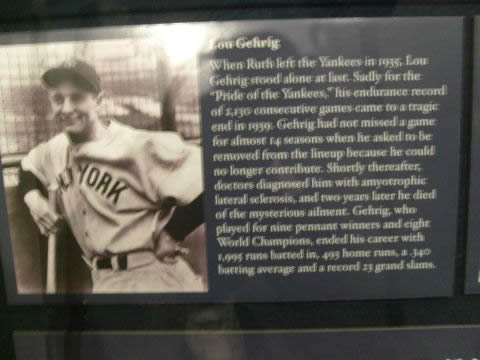 Lou Gehrig
When Ruth left the Yankees in 1935, Lou
Gehrig stood alone at last. Sadly for the
"Pride of the Yankees," his endurance record
of 2,130 consecutive games came to a tragic
end in 1939. Gehrig had not missed a game
for almost 14 seasons when he asked to be
removed from the lineup because he could
no longer contribute. Shortly thereafter,
doctors diagnosed him with amyotrophic
lateral sclerosis, and two years later he died
of the mysterious ailment. Gehrig, who
played for nine pennant winners and eight
World Champions, ended his career with
1,995 runs batted in, 493 home runs, a .340
batting average and a record 23 grand slams.
NEW YORK